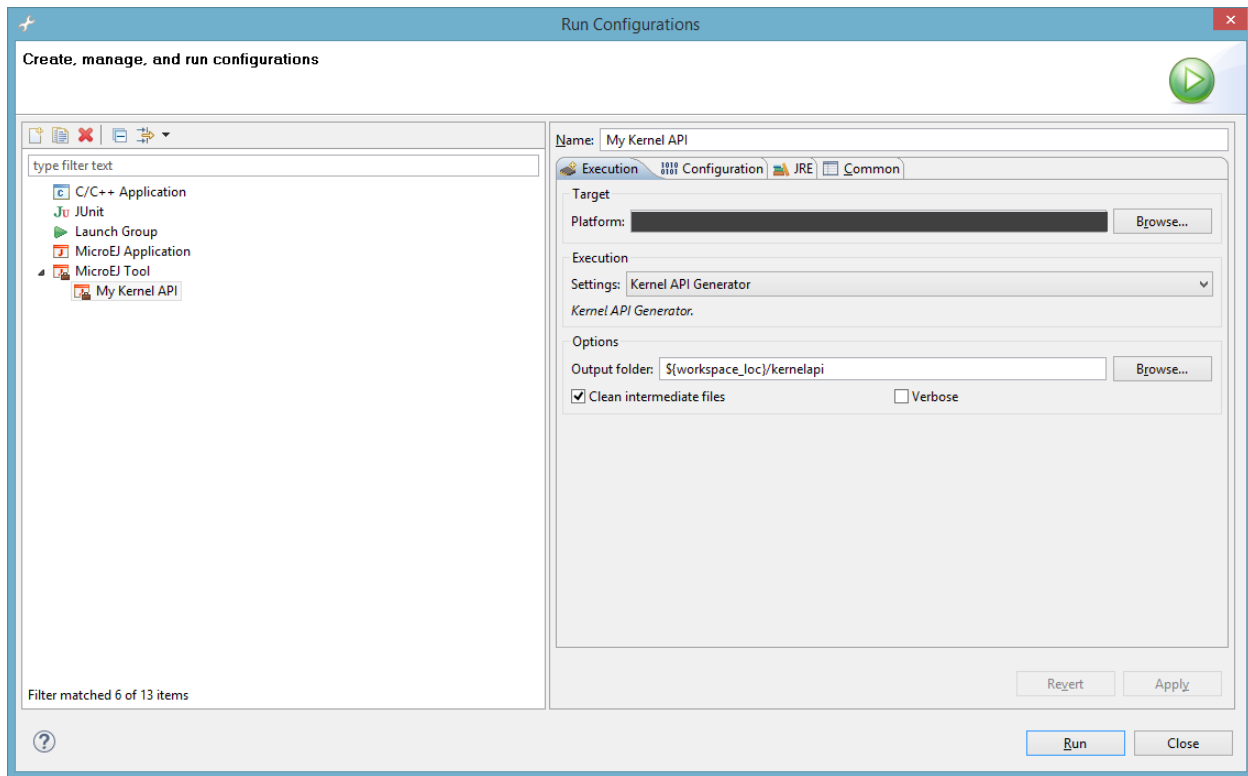 Run Configurations
Create, manage, and run configurations
type filter text
C/C++ Application
JUnit
Launch Group
MicroEJ Application
MicroEJ Tool
My Kernel API
Filter matched 6 of 13 items
Name: My Kernel API
Execution Configuration JRE Common
Target
Platform: Browse...
Execution
Settings: Kernel API Generator
Kernel API Generator.
Options
Output folder: ${workspace_loc}/kernelapi Browse...
Clean intermediate files Verbose
Revert Apply
Run Close